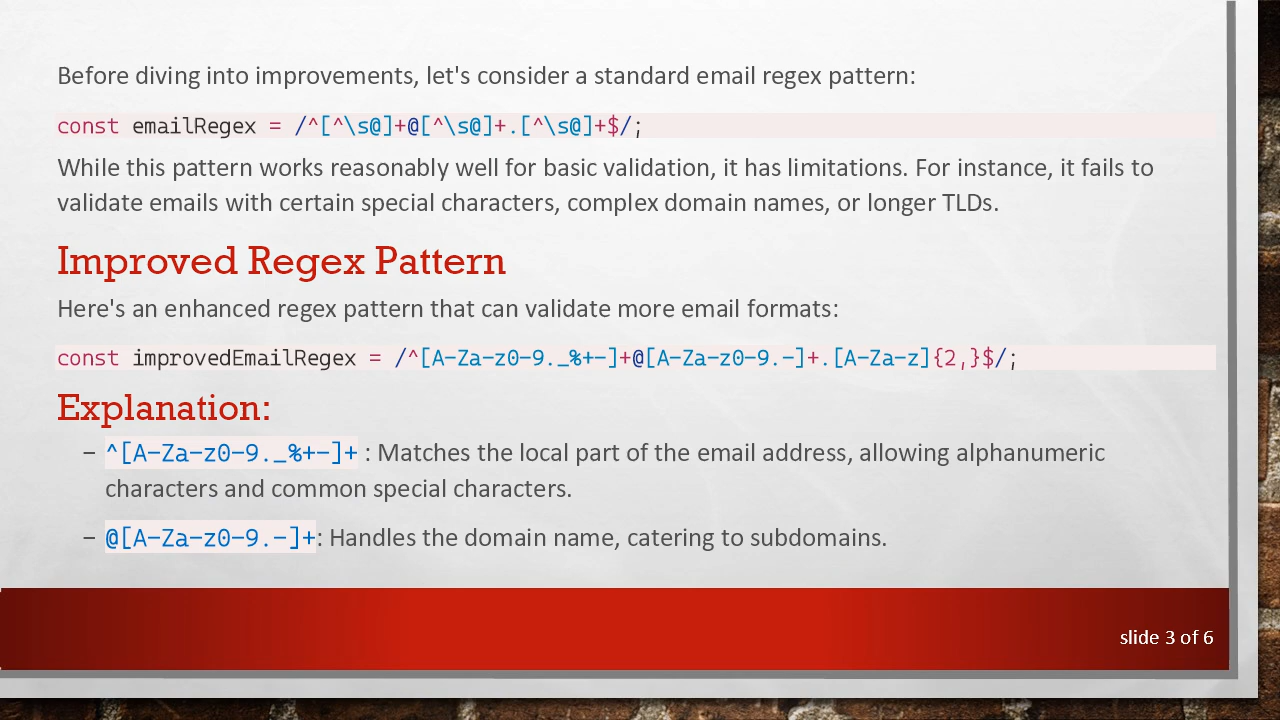 Before diving into improvements, let's consider a standard email regex pattern:
const emailRegex = /^[^\s@]+@[^\s@]+.[^\s@]+$/;
While this pattern works reasonably well for basic validation, it has limitations. For instance, it fails to
validate emails with certain special characters, complex domain names, or longer TLDs.
Improved Regex Pattern
Here's an enhanced regex pattern that can validate more email formats:
const improvedEmailRegex = /^[A-Za-z0-9._%+-]+@[A-Za-z0-9.-]+.[A-Za-z]{2,}$/;
Explanation:
– ^[A-Za-z0-9._%+-]+ : Matches the local part of the email address, allowing alphanumeric
characters and common special characters.
– @[A-Za-z0-9.-]+: Handles the domain name, catering to subdomains.
slide 3 of 6